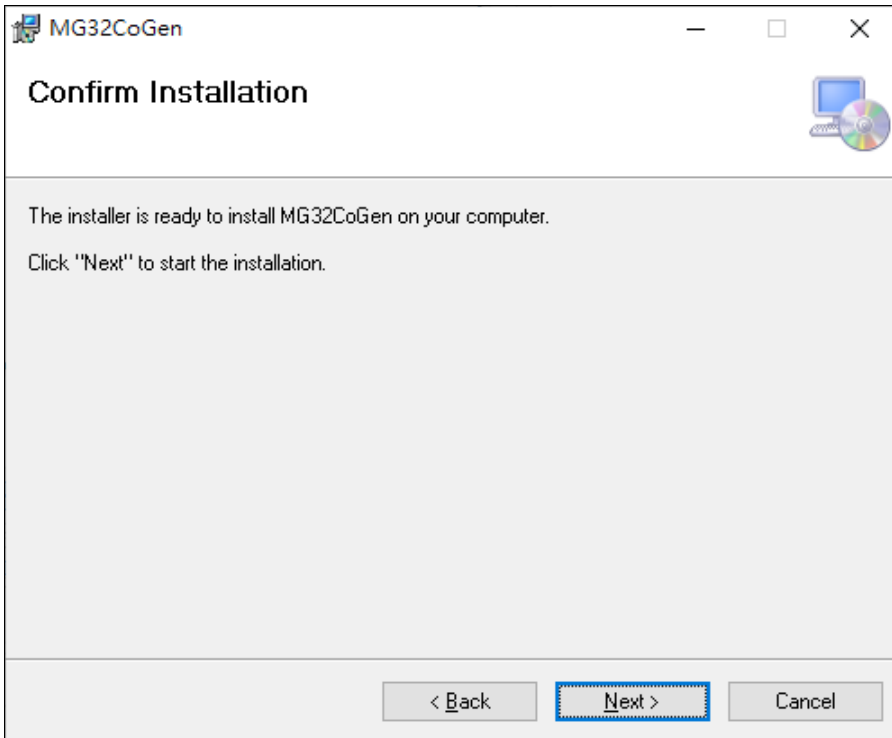 MG32CoGen
Confirm Installation
The installer is ready to install MG32CoGen on your computer.
Click "Next" to start the installation.
< Back
Next >
Cancel